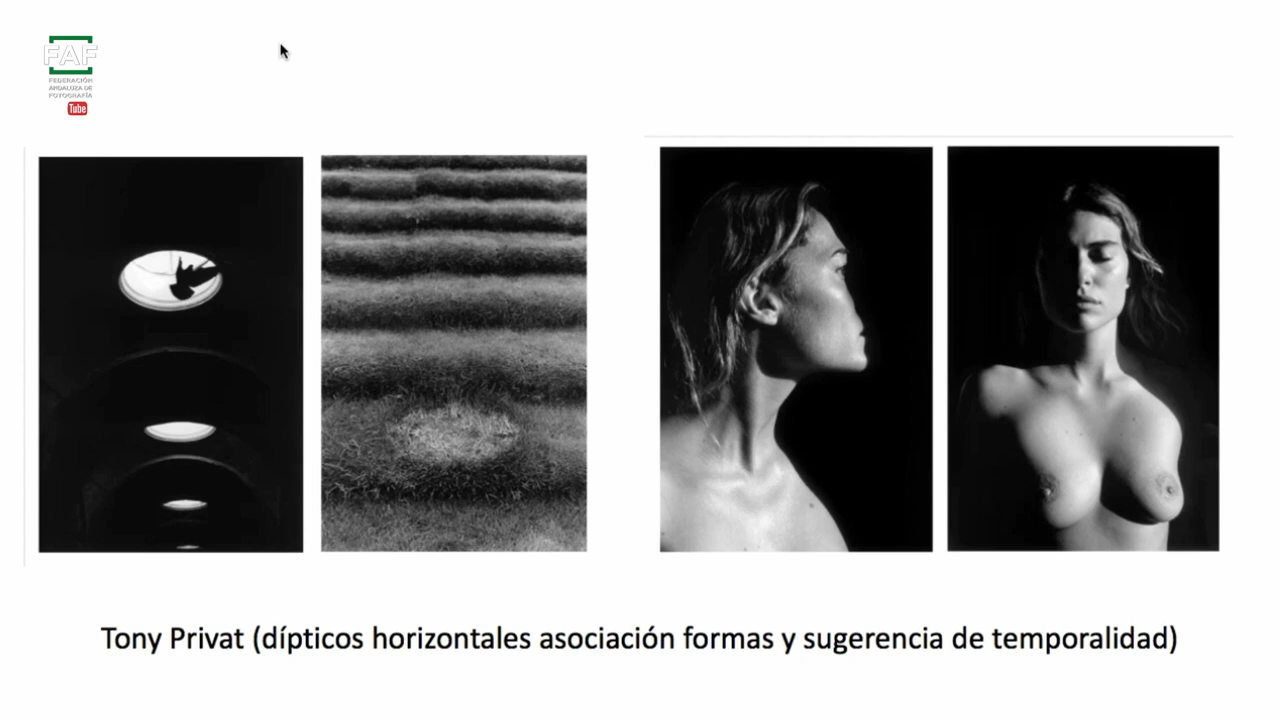 FAF
FEDERACIÓN
ANDALUZA DE
FOTOGRAFÍA
Tube
Tony Privat (dípticos horizontales asociación formas y sugerencia de temporalidad)